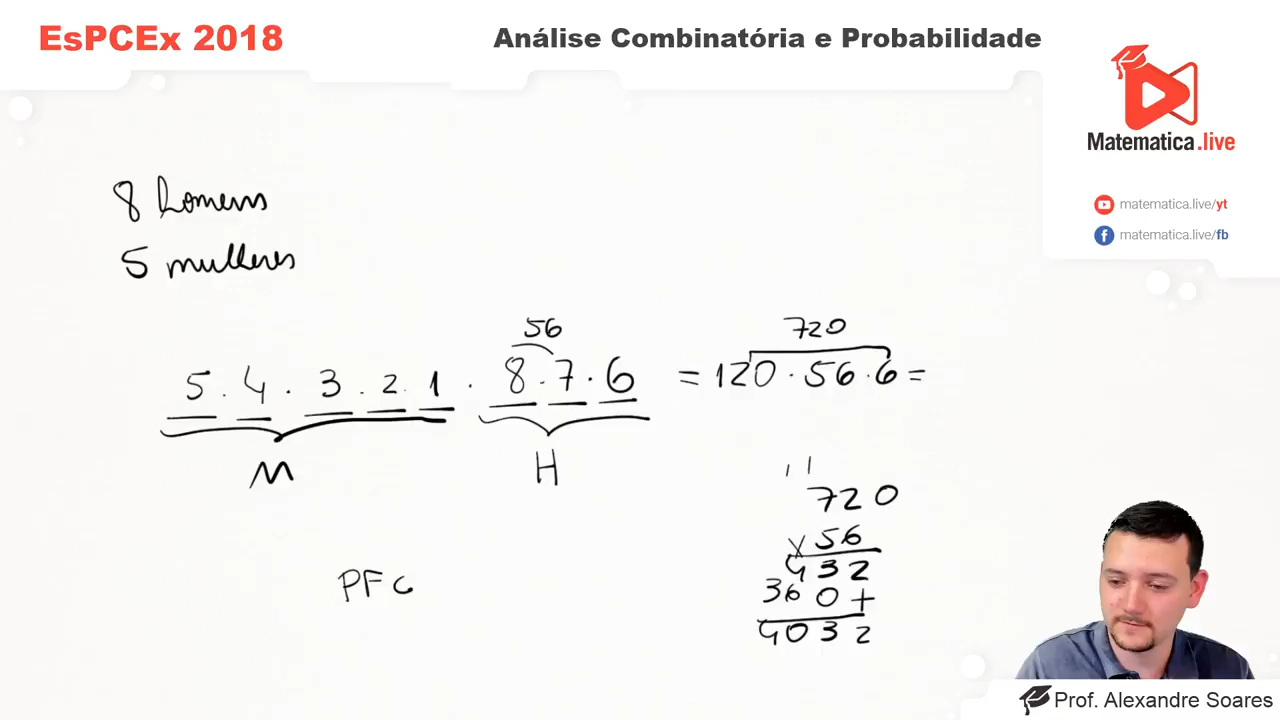 EsPCEx 2018
Análise Combinatória e Probabilidade
Matematica.live
matematica.live/yt
matematica.live/fb
8 homens
5 mulheres
56
720
5 . 4 . 3 . 2 . 1 . 8 . 7 . 6 = 120 . 56 . 6 =
M H
1 1
720
x 56
432
360 +
4032
PFC
Prof. Alexandre Soares